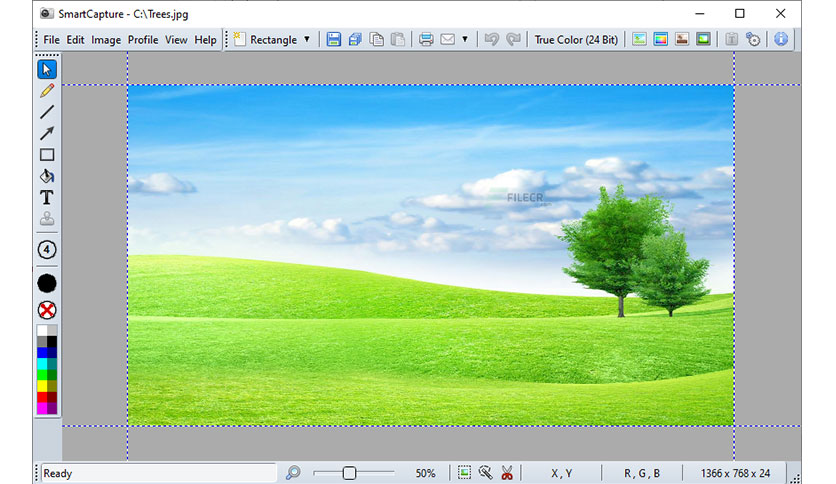 SmartCapture - C:\Trees.jpg
File Edit Image Profile View Help Rectangle True Color (24 Bit)
T
4
FILECR
Ready 50% X , Y R , G , B 1366 x 768 x 24